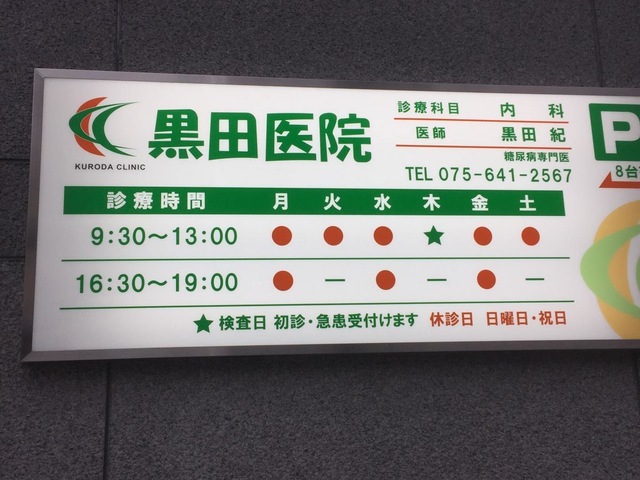 黒田医院
KURODA CLINIC
診療科目 内科
医師 黒田 紀
糖尿病専門医
TEL 075-641-2567
P
8台
診療時間 月 火 水 木 金 土
9:30〜13:00 ● ● ● ★ ● ●
16:30〜19:00 ● — ● — ● —
★検査日 初診・急患受付けます 休診日 日曜日・祝日